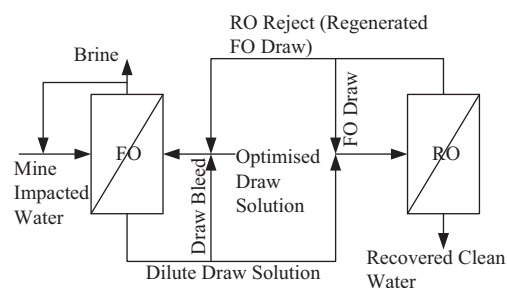 RO Reject (Regenerated
FO Draw)
Brine
FO Draw
FO
RO
Mine
Impacted
Water
Draw Bleed
Optimised
Draw
Solution
Dilute Draw Solution
Recovered Clean
Water